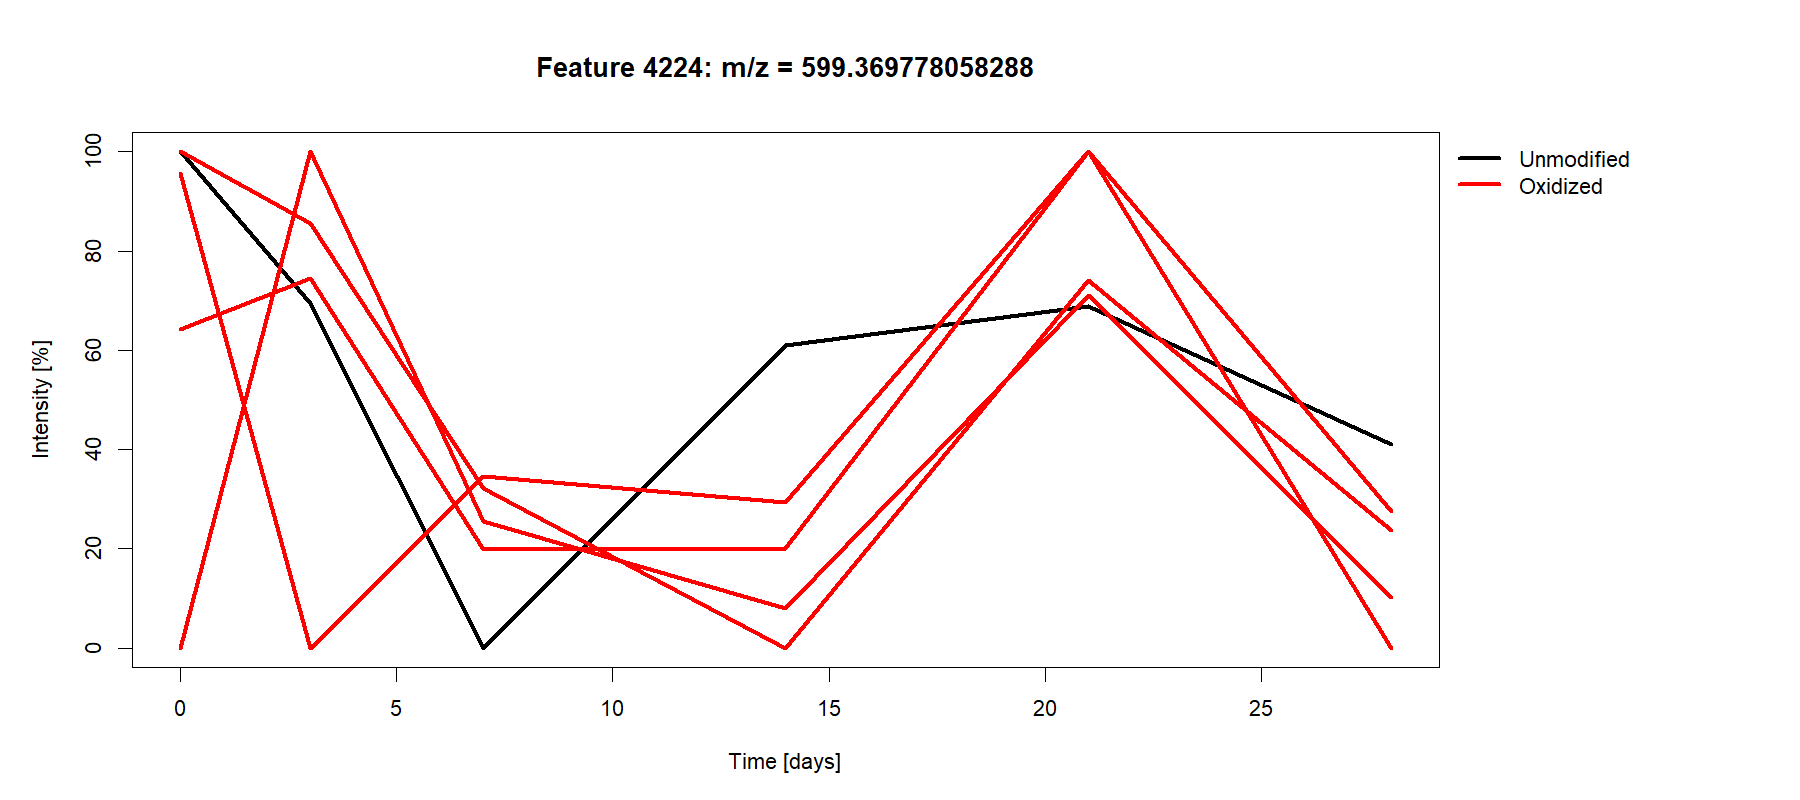 Feature 4224: m/z = 599.369778058288
Unmodified
Oxidized
Intensity [%]
100
80
60
40
20
0
0 5 10 15 20 25
Time [days]